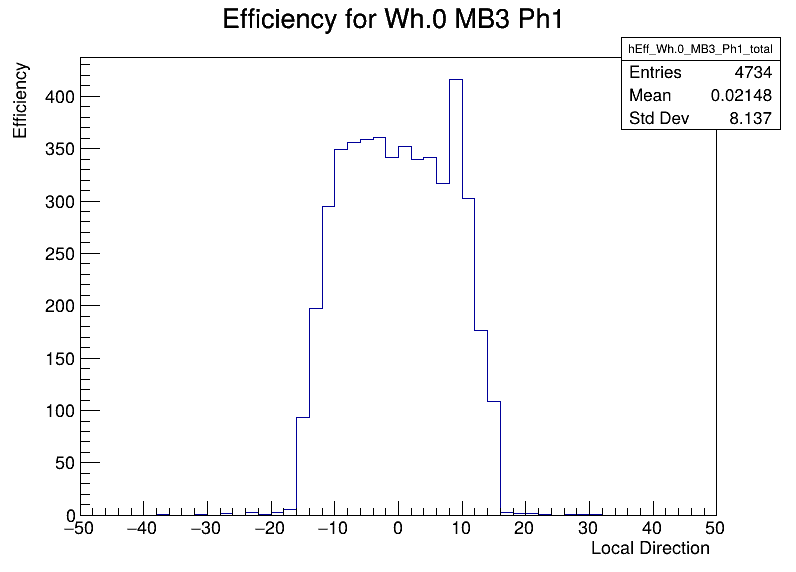 Efficiency for Wh.0 MB3 Ph1
hEff_Wh.0_MB3_Ph1_total
Entries 4734
Mean 0.02148
Std Dev 8.137
Efficiency
400
350
300
250
200
150
100
50
0
−50 −40 −30 −20 −10 0 10 20 30 40 50
Local Direction